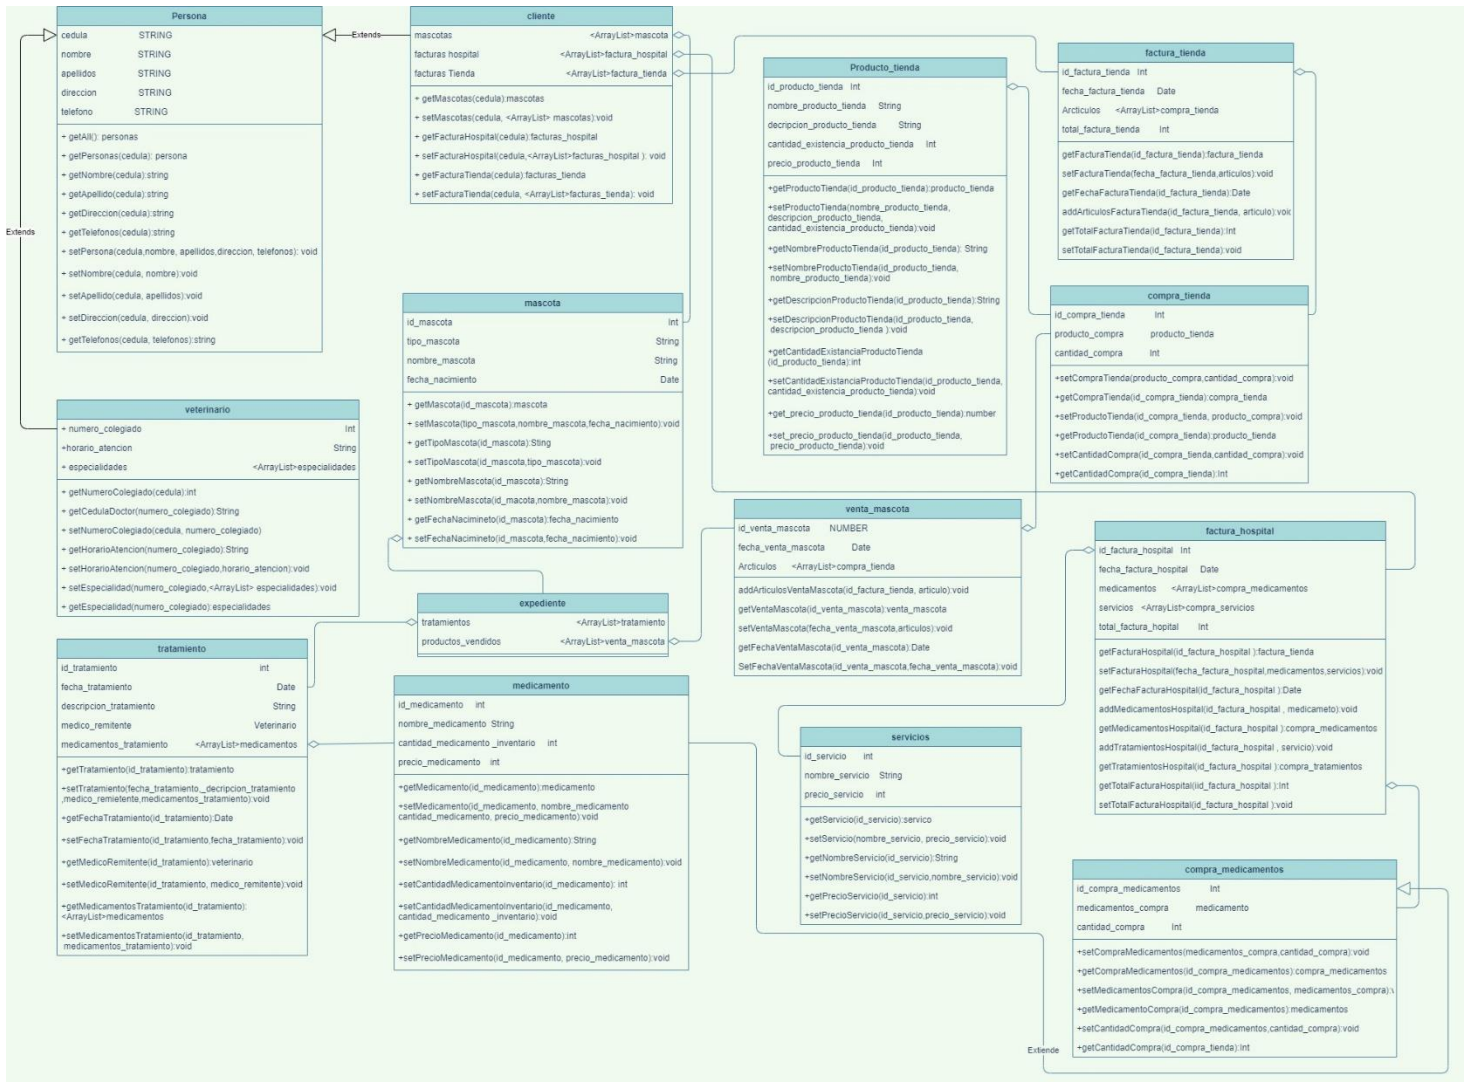 Persona
cedula STRING
nombre STRING
apellidos STRING
direccion STRING
telefono STRING
+ getAll(): personas
+ getPersonas(cedula): persona
+ getNombre(cedula):string
+ getApellido(cedula):string
+ getDireccion(cedula):string
+ getTelefonos(cedula):string
+ setPersona(cedula,nombre, apellidos,direccion, telefonos): void
+ setNombre(cedula, nombre):void
+ setApellido(cedula, apellidos):void
+ setDireccion(cedula, direccion):void
+ getTelefonos(cedula, telefonos):string
Extends
Extends
cliente
mascotas <ArrayList>mascota
facturas hospital <ArrayList>factura_hospital
facturas Tienda <ArrayList>factura_tienda
+ getMascotas(cedula):mascotas
+ setMascotas(cedula, <ArrayList> mascotas):void
+ getFacturaHospital(cedula):facturas_hospital
+ setFacturaHospital(cedula,<ArrayList>facturas_hospital ): void
+ getFacturaTienda(cedula):facturas_tienda
+ setFacturaTienda(cedula, <ArrayList>facturas_tienda): void
Producto_tienda
id_producto_tienda Int
nombre_producto_tienda String
decripcion_producto_tienda String
cantidad_existencia_producto_tienda Int
precio_producto_tienda Int
+getProductoTienda(id_producto_tienda):producto_tienda
+setProductoTienda(nombre_producto_tienda,
descripcion_producto_tienda,
cantidad_existencia_producto_tienda):void
+getNombreProductoTienda(id_producto_tienda): String
+setNombreProductoTienda(id_producto_tienda,
nombre_producto_tienda):void
+getDescripcionProductoTienda(id_producto_tienda):String
+setDescripcionProductoTienda(id_producto_tienda,
descripcion_producto_tienda ):void
+getCantidadExistanciaProductoTienda
(id_producto_tienda):int
+setCantidadExistanciaProductoTienda(id_producto_tienda,
cantidad_existencia_producto_tienda):void
+get_precio_producto_tienda(id_producto_tienda):number
+set_precio_producto_tienda(id_producto_tienda,
precio_producto_tienda):void
factura_tienda
id_factura_tienda Int
fecha_factura_tienda Date
Arcticulos <ArrayList>compra_tienda
total_factura_tienda Int
getFacturaTienda(id_factura_tienda):factura_tienda
setFacturaTienda(fecha_factura_tienda,articulos):void
getFechaFacturaTienda(id_factura_tienda):Date
addArticulosFacturaTienda(id_factura_tienda, articulo):void
getTotalFacturaTienda(id_factura_tienda):Int
setTotalFacturaTienda(id_factura_tienda):void
compra_tienda
id_compra_tienda Int
producto_compra producto_tienda
cantidad_compra Int
+setCompraTienda(producto_compra,cantidad_compra):void
+getCompraTienda(id_compra_tienda):compra_tienda
+setProductoTienda(id_compra_tienda, producto_compra):void
+getProductoTienda(id_compra_tienda):producto_tienda
+setCantidadCompra(id_compra_tienda,cantidad_compra):void
+getCantidadCompra(id_compra_tienda):Int
mascota
id_mascota Int
tipo_mascota String
nombre_mascota String
fecha_nacimiento Date
+ getMascota(id_mascota):mascota
+ setMascota(tipo_mascota,nombre_mascota,fecha_nacimiento):void
+ getTipoMascota(id_mascota):Sting
+ setTipoMascota(id_mascota,tipo_mascota):void
+ getNombreMascota(id_mascota):String
+ setNombreMascota(id_macota,nombre_mascota):void
+ getFechaNacimineto(id_mascota):fecha_nacimiento
+ setFechaNacimineto(id_mascota,fecha_nacimiento):void
veterinario
+ numero_colegiado Int
+horario_atencion String
+ especialidades <ArrayList>especialidades
+ getNumeroColegiado(cedula):int
+ getCedulaDoctor(numero_colegiado):String
+ setNumeroColegiado(cedula, numero_colegiado)
+ getHorarioAtencion(numero_colegiado):String
+ setHorarioAtencion(numero_colegiado,horario_atencion):void
+ setEspecialidad(numero_colegiado,<ArrayList> especialidades):void
+ getEspecialidad(numero_colegiado):especialidades
venta_mascota
id_venta_mascota NUMBER
fecha_venta_mascota Date
Arcticulos <ArrayList>compra_tienda
addArticulosVentaMascota(id_factura_tienda, articulo):void
getVentaMascota(id_venta_mascota):venta_mascota
setVentaMascota(fecha_venta_mascota,articulos):void
getFechaVentaMascota(id_venta_mascota):Date
SetFechaVentaMascota(id_venta_mascota,fecha_venta_mascota):void
factura_hospital
id_factura_hospital Int
fecha_factura_hospital Date
medicamentos <ArrayList>compra_medicamentos
servicios <ArrayList>compra_servicios
total_factura_hopital Int
getFacturaHospital(id_factura_hospital ):factura_tienda
setFacturaHospital(fecha_factura_hospital,medicamentos,servicios):void
getFechaFacturaHospital(id_factura_hospital ):Date
addMedicamentosHospital(id_factura_hospital , medicameto):void
getMedicamentosHospital(id_factura_hospital ):compra_medicamentos
addTratamientosHospital(id_factura_hospital , servicio):void
getTratamientosHospital(id_factura_hospital ):compra_tratamientos
getTotalFacturaHospital(iid_factura_hospital ):Int
setTotalFacturaHospital(id_factura_hospital ):void
expediente
tratamientos <ArrayList>tratamiento
productos_vendidos <ArrayList>venta_mascota
tratamiento
id_tratamiento int
fecha_tratamiento Date
descripcion_tratamiento String
medico_remitente Veterinario
medicamentos_tratamiento <ArrayList>medicamentos
+getTratamiento(id_tratamiento):tratamiento
+setTratamiento(fecha_tratamiento,_decripcion_tratamiento
,medico_remietente,medicamentos_tratamiento):void
+getFechaTratamiento(id_tratamiento):Date
+setFechaTratamiento(id_tratamiento,fecha_tratamiento):void
+getMedicoRemitente(id_tratamiento):veterinario
+setMedicoRemitente(id_tratamiento, medico_remitente):void
+getMedicamentosTratamiento(id_tratamiento):
<ArrayList>medicamentos
+setMedicamentosTratamiento(id_tratamiento,
medicamentos_tratamiento):void
medicamento
id_medicamento int
nombre_medicamento String
cantidad_medicamento _inventario int
precio_medicamento int
+getMedicamento(id_medicamento):medicamento
+setMedicamento(id_medicamento, nombre_medicamento
cantidad_medicamento, precio_medicamento):void
+getNombreMedicamento(id_medicamento):String
+setNombreMedicamento(id_medicamento, nombre_medicamento):void
+setCantidadMedicamentoInventario(id_medicamento): int
+setCantidadMedicamentoInventario(id_medicamento,
cantidad_medicamento _inventario):void
+getPrecioMedicamento(id_medicamento):int
+setPrecioMedicamento(id_medicamento, precio_medicamento):void
servicios
id_servicio int
nombre_servicio String
precio_servicio int
+getServicio(id_servicio):servico
+setServicio(nombre_servicio, precio_servicio):void
+getNombreServicio(id_servicio):String
+setNombreServicio(id_servicio,nombre_servicio):void
+getPrecioServicio(id_servicio):int
+setPrecioServicio(id_servicio,precio_servicio):void
compra_medicamentos
id_compra_medicamentos Int
medicamentos_compra medicamento
cantidad_compra Int
+setCompraMedicamentos(medicamentos_compra,cantidad_compra):void
+getCompraMedicamentos(id_compra_medicamentos):compra_medicamentos
+setMedicamentosCompra(id_compra_medicamentos, medicamentos_compra):
+getMedicamentoCompra(id_compra_medicamentos):medicamentos
+setCantidadCompra(id_compra_medicamentos,cantidad_compra):void
+getCantidadCompra(id_compra_tienda):Int
Extiende